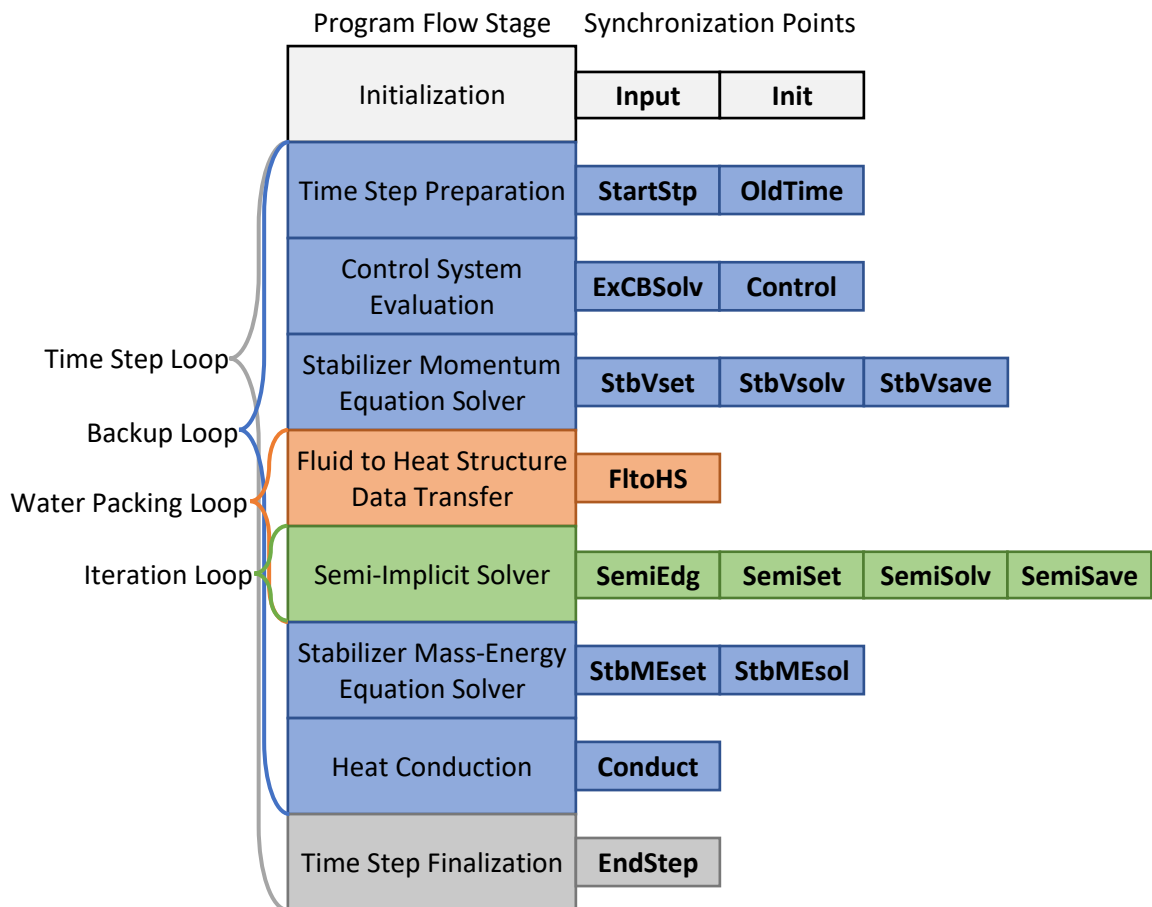 Program Flow Stage Synchronization Points
Initialization
Input Init
Time Step Preparation
StartStp OldTime
Control System
Evaluation
ExCBSolv Control
Time Step Loop
Stabilizer Momentum
Equation Solver
StbVset StbVsolv StbVsave
Backup Loop
Fluid to Heat Structure
Data Transfer
FltoHS
Water Packing Loop
Iteration Loop
Semi-Implicit Solver
SemiEdg SemiSet SemiSolv SemiSave
Stabilizer Mass-Energy
Equation Solver
StbMEset StbMEsol
Heat Conduction
Conduct
Time Step Finalization
EndStep